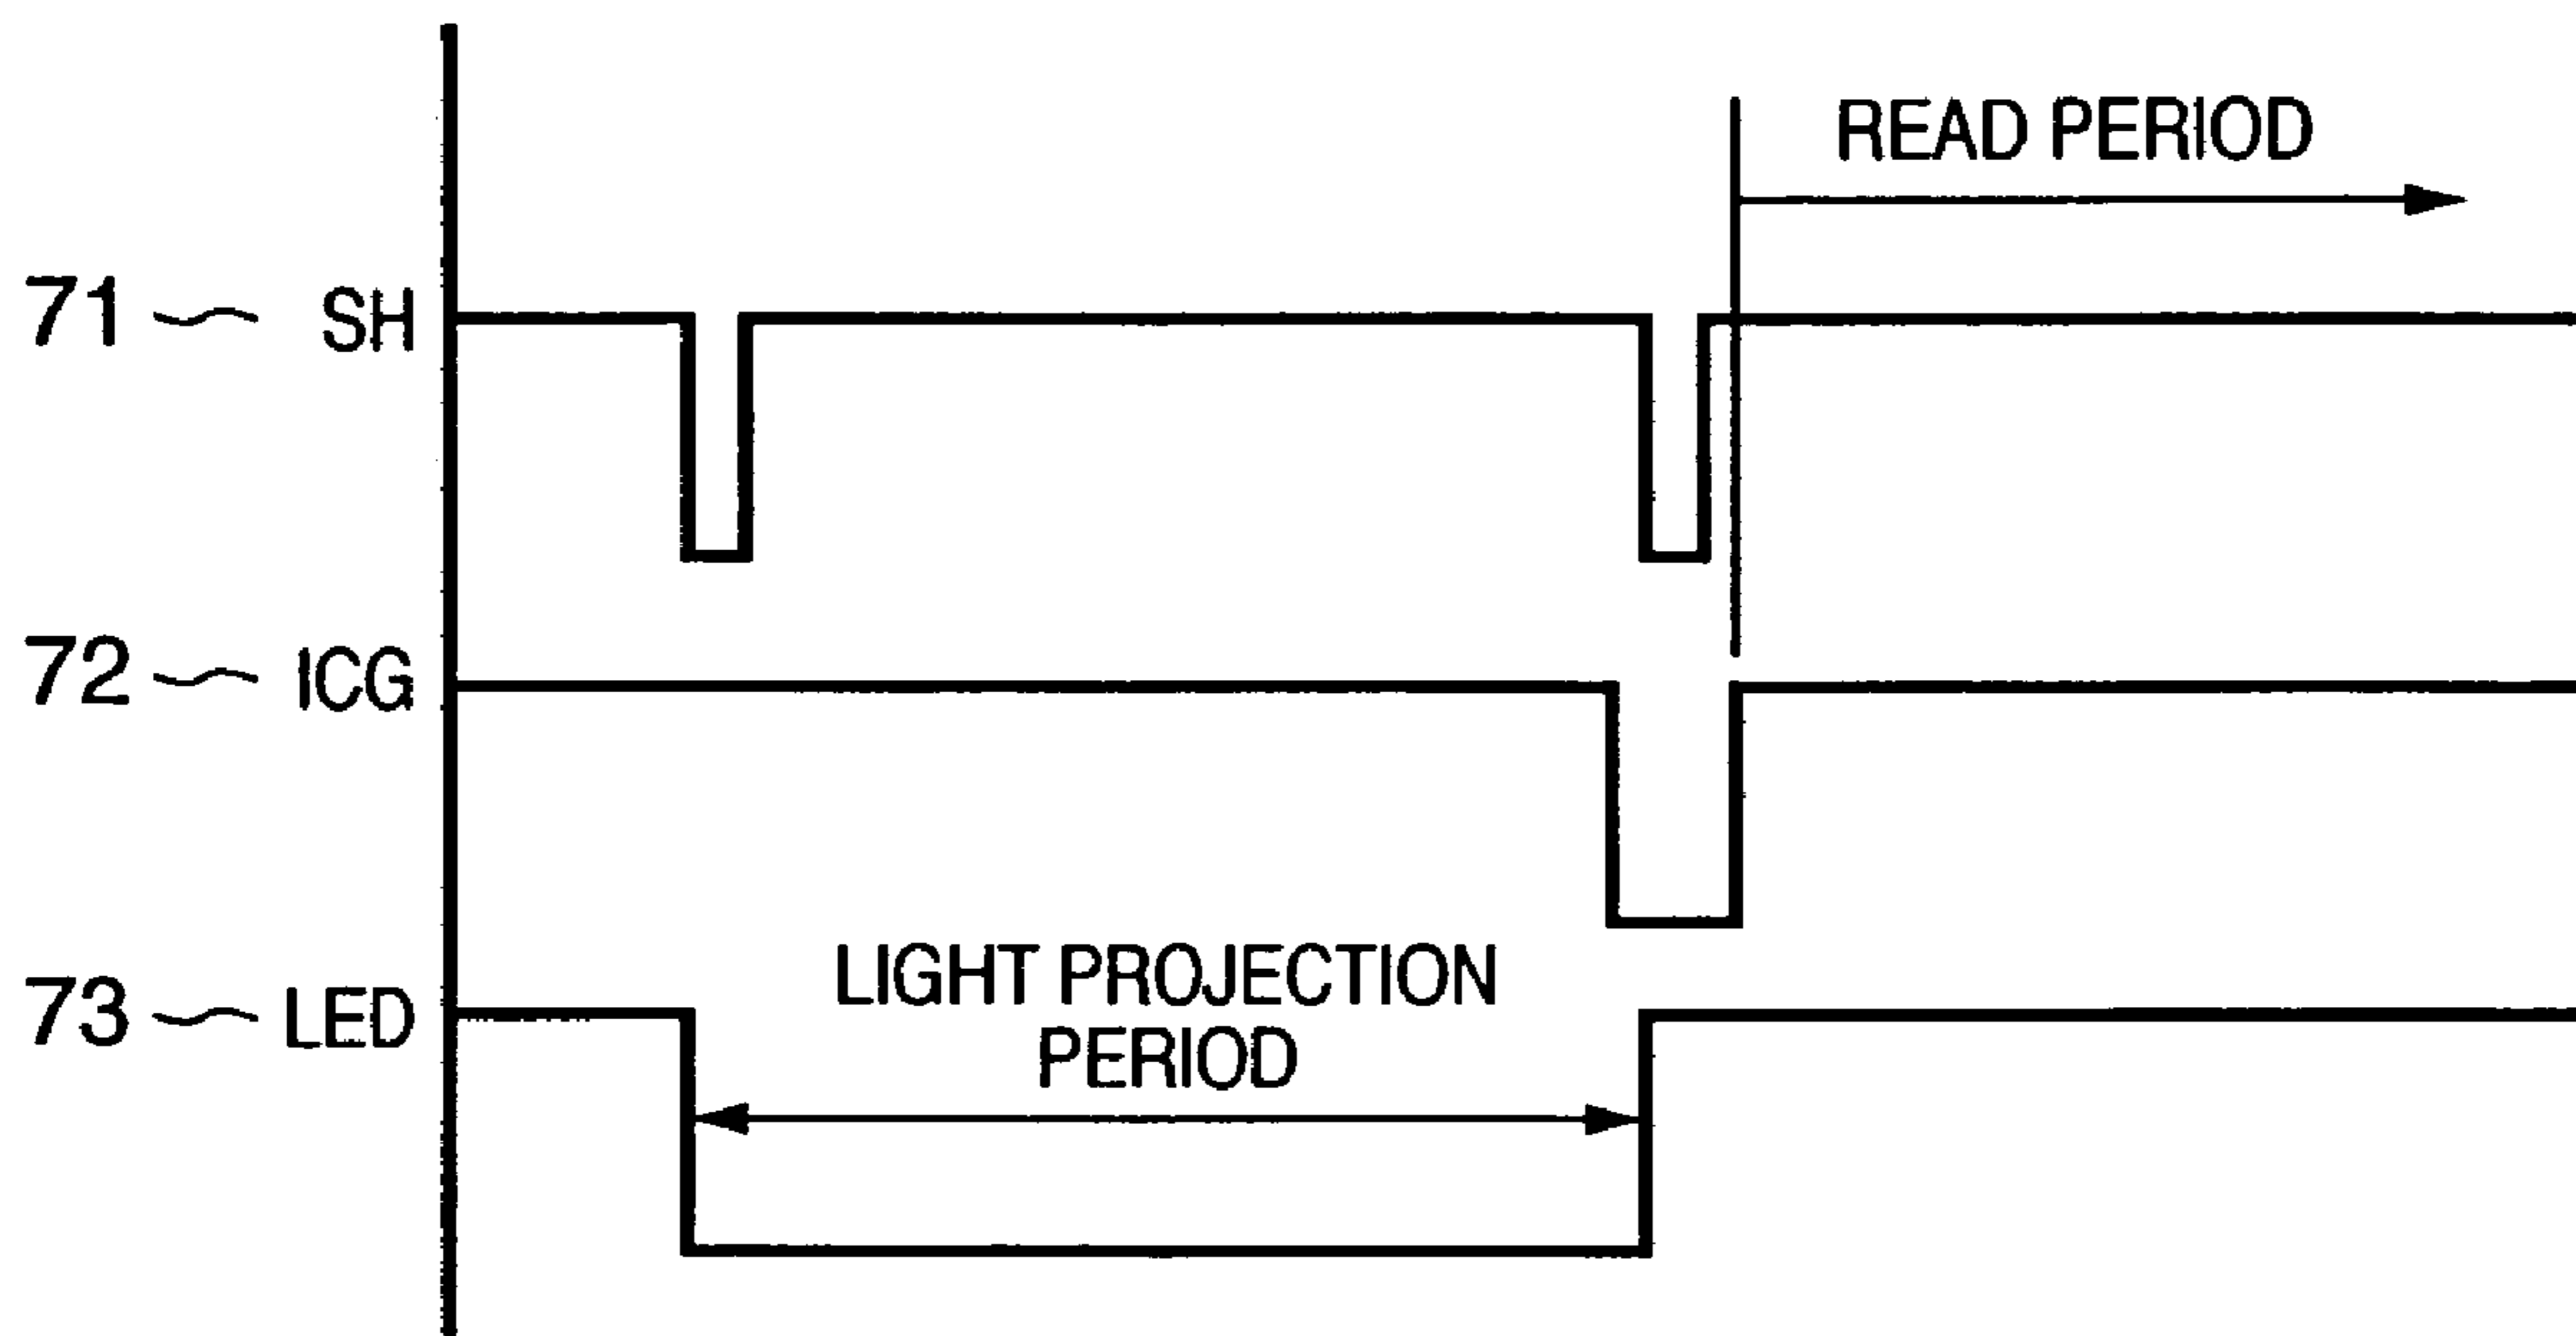 READ PERIOD
71 SH
72 ICG
LIGHT PROJECTION
PERIOD
73 LED